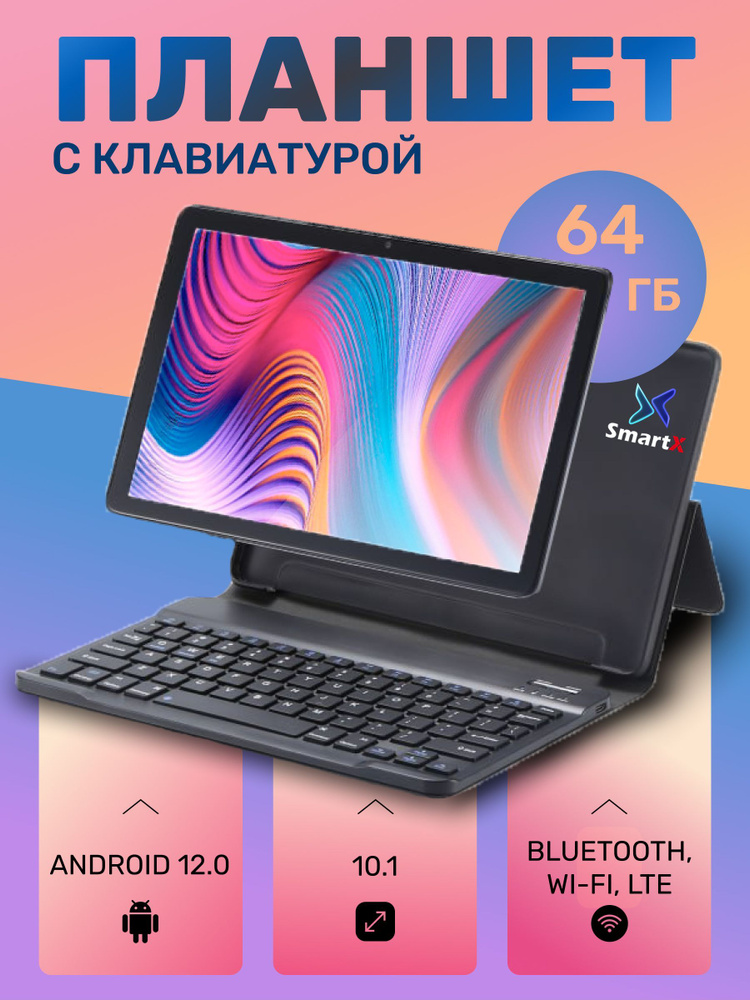 ПЛАНШЕТ
С КЛАВИАТУРОЙ
64
ГБ
SmartX
ANDROID 12.0
10.1
BLUETOOTH,
WI-FI, LTE